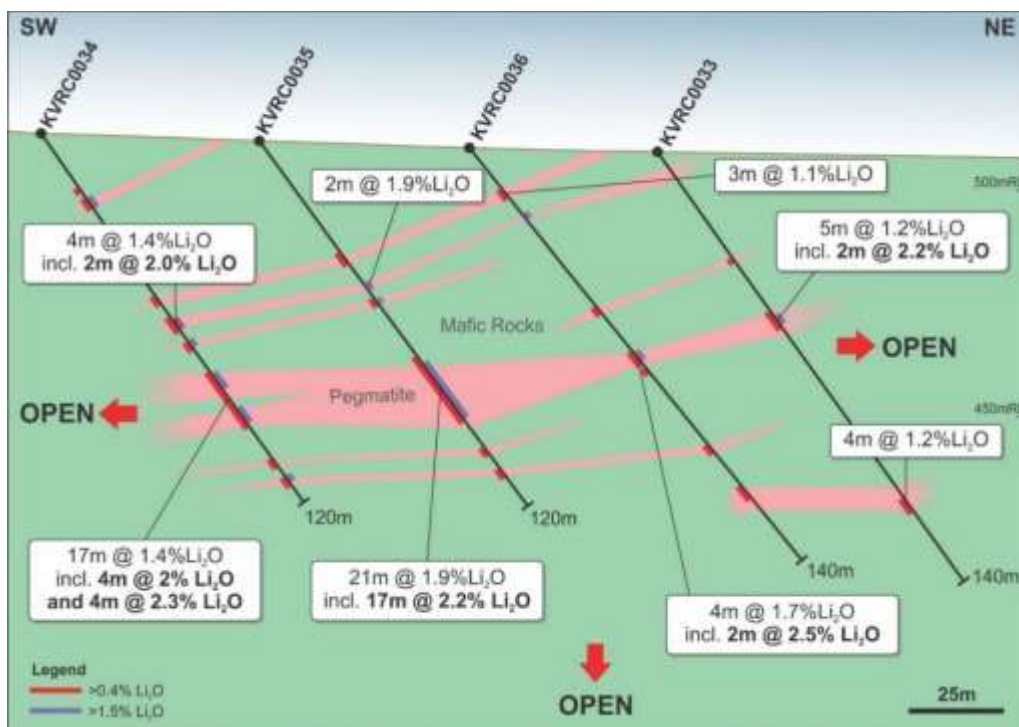 SW
NE
KVRC0034
KVRC0035
KVRC0036
KVRC0033
2m @ 1.9%Li₂O
3m @ 1.1%Li₂O
500mR
4m @ 1.4%Li₂O
incl. 2m @ 2.0% Li₂O
5m @ 1.2%Li₂O
incl. 2m @ 2.2% Li₂O
Mafic Rocks
OPEN
Pegmatite
OPEN
450mR
4m @ 1.2%Li₂O
120m
120m
17m @ 1.4%Li₂O
incl. 4m @ 2% Li₂O
and 4m @ 2.3% Li₂O
21m @ 1.9%Li₂O
incl. 17m @ 2.2% Li₂O
140m
140m
4m @ 1.7%Li₂O
incl. 2m @ 2.5% Li₂O
Legend
>0.4% Li₂O
>1.5% Li₂O
OPEN
25m